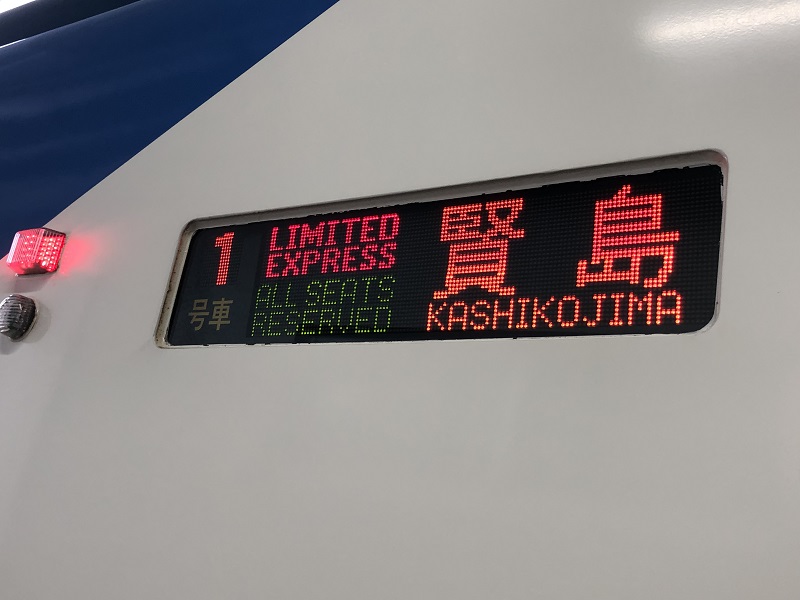 1
号車
LIMITED
EXPRESS
ALL SEATS
RESERVED
賢島
KASHIKOJIMA